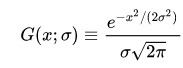 G(x; σ) ≡ e^{-x²/(2σ²)} / (σ√(2π))